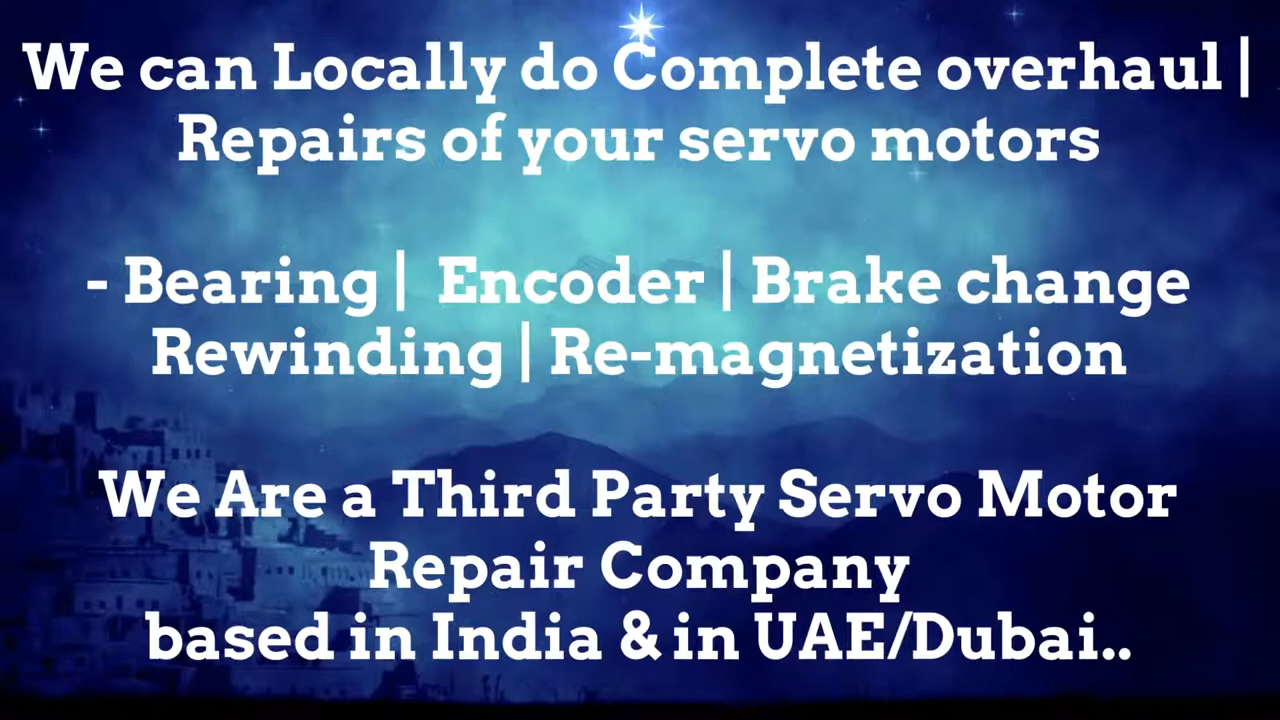 We can Locally do Complete overhaul |
Repairs of your servo motors
- Bearing | Encoder | Brake change
Rewinding | Re-magnetization
We Are a Third Party Servo Motor
Repair Company
based in India & in UAE/Dubai..